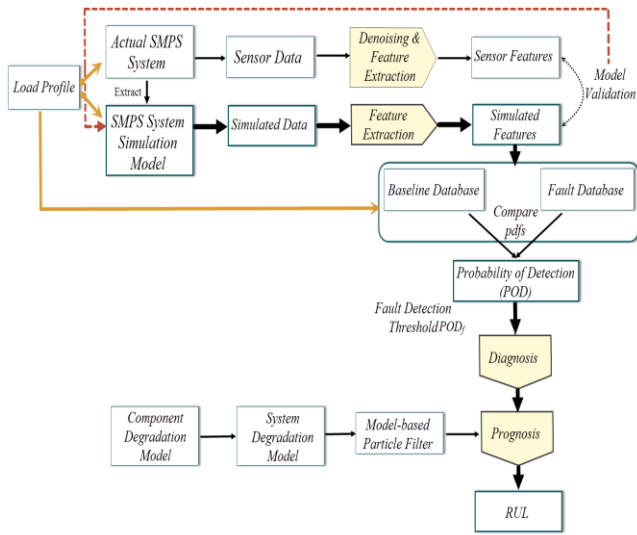 Actual SMPS
System
Sensor Data
Denoising &
Feature
Extraction
Sensor Features
Model
Validation
Load Profile
Extract
SMPS System
Simulation
Model
Simulated Data
Feature
Extraction
Simulated
Features
Baseline Database
Fault Database
Compare
pdfs
Probability of Detection
(POD)
Fault Detection
Threshold POD_f
Diagnosis
Component
Degradation
Model
System
Degradation
Model
Model-based
Particle Filter
Prognosis
RUL